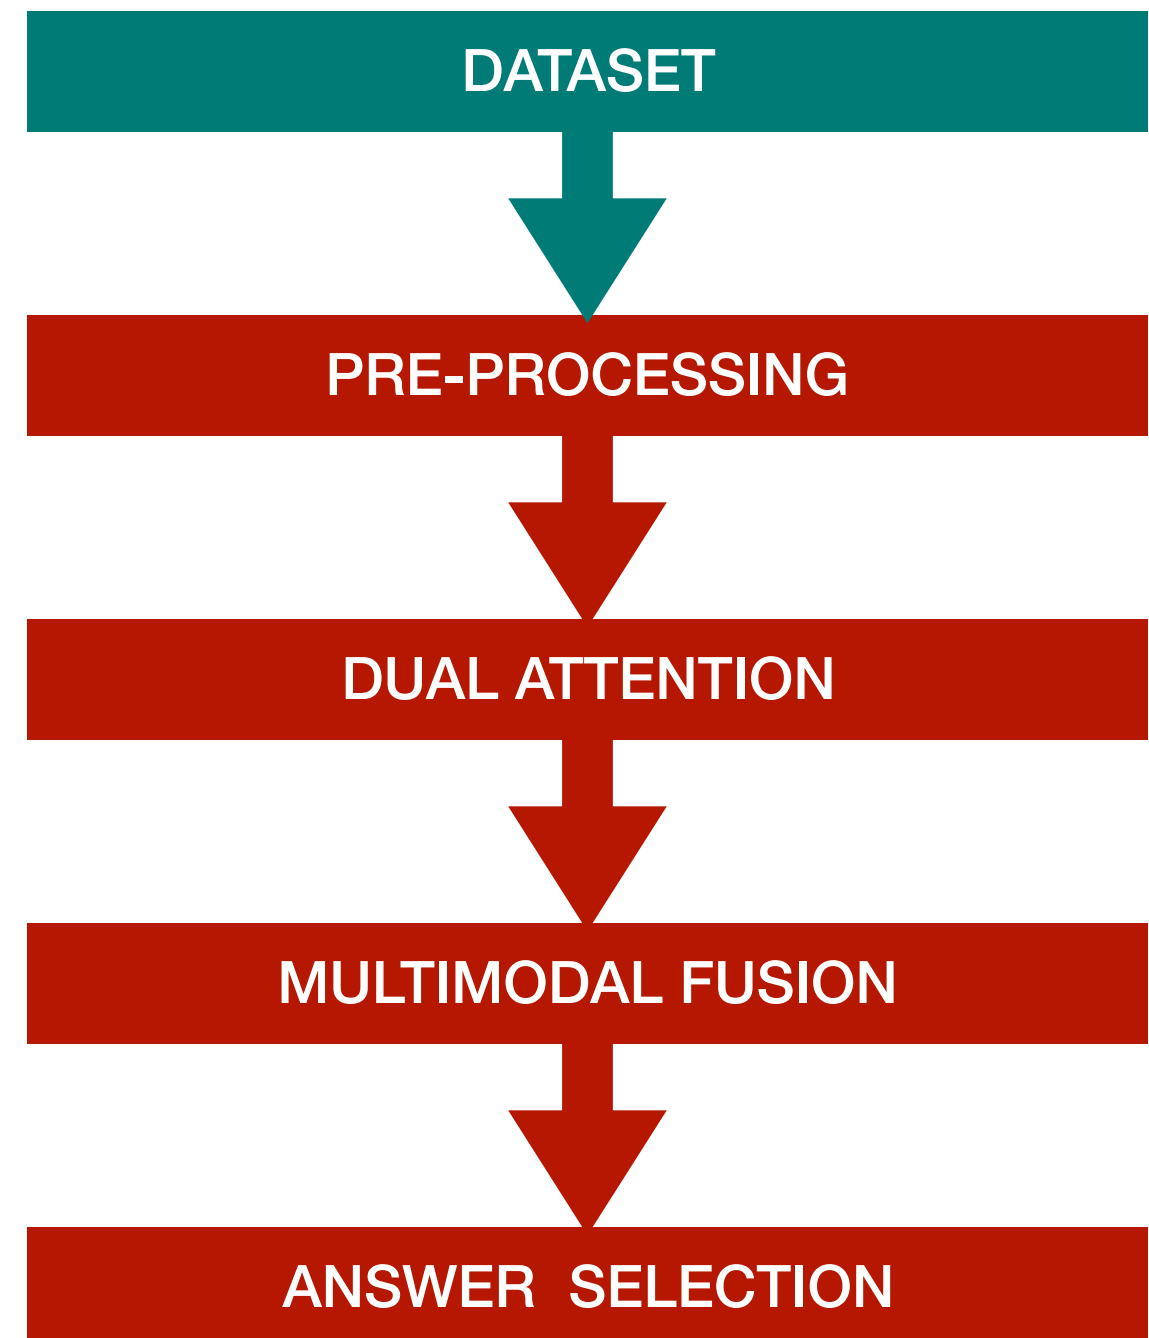 DATASET
PRE-PROCESSING
DUAL ATTENTION
MULTIMODAL FUSION
ANSWER  SELECTION